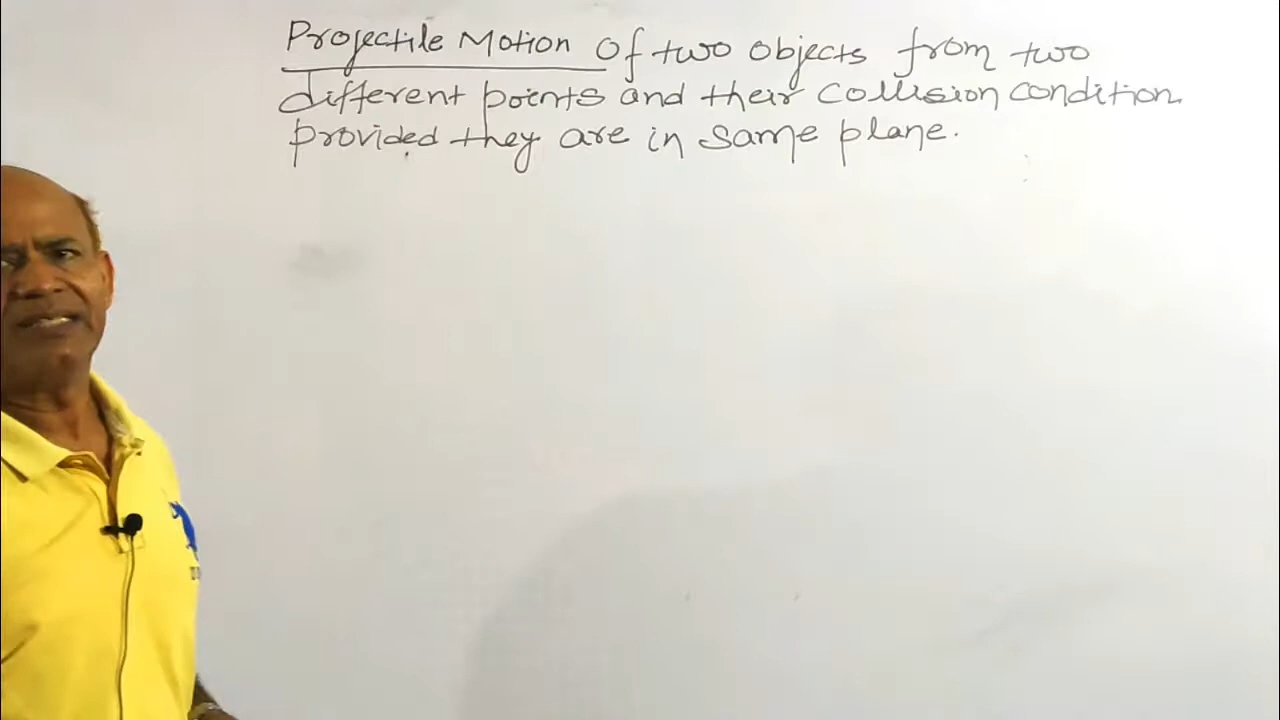 Projectile Motion of two objects from two
different points and their collision condition
provided they are in same plane.